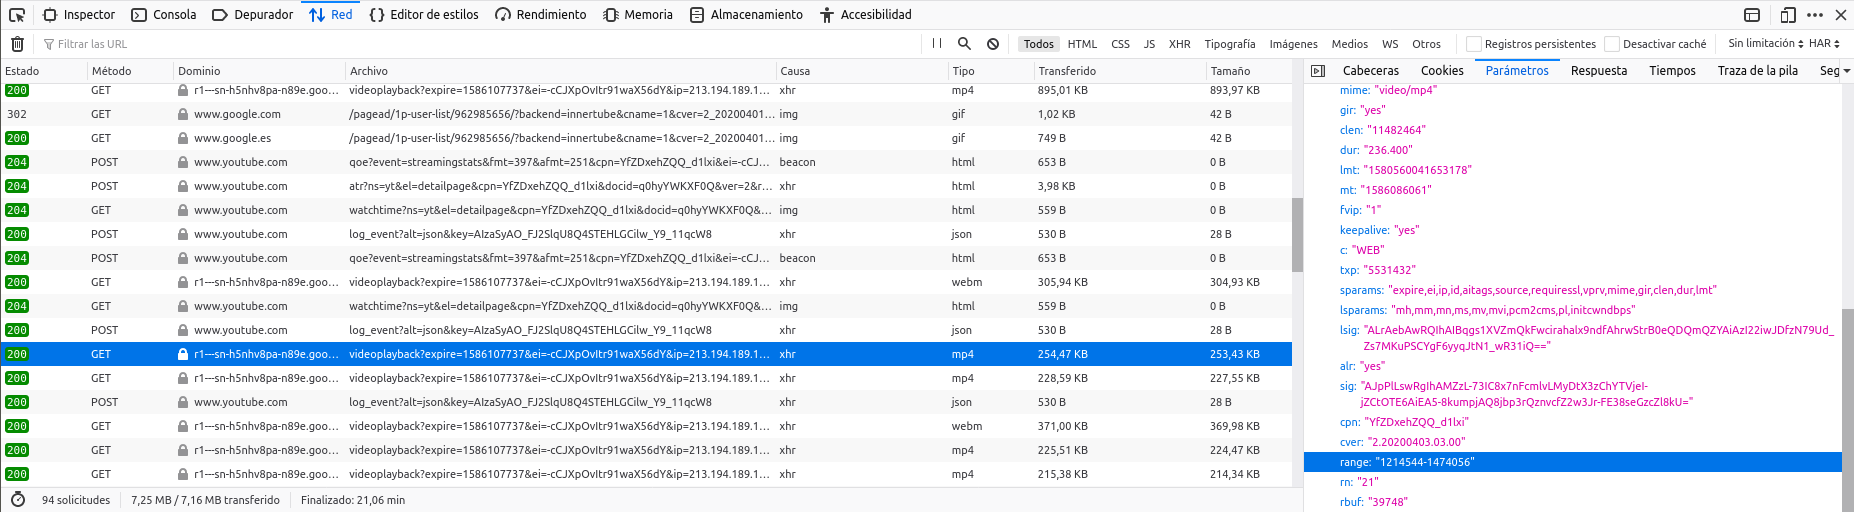 Inspector Consola Depurador Red Editor de estilos Rendimiento Memoria Almacenamiento Accesibilidad
Filtrar las URL Todos HTML CSS JS XHR Tipografía Imágenes Medios WS Otros Registros persistentes Desactivar caché Sin limitación HAR
Estado Método Dominio Archivo Causa Tipo Transferido Tamaño
200 GET r1---sn-h5nhv8pa-n89e.goo... videoplayback?expire=1586107737&ei=-cCJXpOvItr91waX56dY&ip=213.194.189.1... xhr mp4 895,01 KB 893,97 KB
302 GET www.google.com /pagead/1p-user-list/962985656/?backend=innertube&cname=1&cver=2_20200401... img gif 1,02 KB 42 B
200 GET www.google.es /pagead/1p-user-list/962985656/?backend=innertube&cname=1&cver=2_20200401... img gif 749 B 42 B
204 POST www.youtube.com qoe?event=streamingstats&fmt=397&afmt=251&cpn=YfZDxehZQQ_d1lxi&ei=-cCJ... beacon html 653 B 0 B
204 POST www.youtube.com atr?ns=yt&el=detailpage&cpn=YfZDxehZQQ_d1lxi&docid=q0hyYWKXF0Q&ver=2&r... xhr html 3,98 KB 0 B
204 GET www.youtube.com watchtime?ns=yt&el=detailpage&cpn=YfZDxehZQQ_d1lxi&docid=q0hyYWKXF0Q&... img html 559 B 0 B
200 POST www.youtube.com log_event?alt=json&key=AIzaSyAO_FJ2SlqU8Q4STEHLGCilw_Y9_11qcW8 xhr json 530 B 28 B
204 POST www.youtube.com qoe?event=streamingstats&fmt=397&afmt=251&cpn=YfZDxehZQQ_d1lxi&ei=-cCJ... beacon html 653 B 0 B
200 GET r1---sn-h5nhv8pa-n89e.goo... videoplayback?expire=1586107737&ei=-cCJXpOvItr91waX56dY&ip=213.194.189.1... xhr webm 305,94 KB 304,93 KB
204 GET www.youtube.com watchtime?ns=yt&el=detailpage&cpn=YfZDxehZQQ_d1lxi&docid=q0hyYWKXF0Q&... img html 559 B 0 B
200 POST www.youtube.com log_event?alt=json&key=AIzaSyAO_FJ2SlqU8Q4STEHLGCilw_Y9_11qcW8 xhr json 530 B 28 B
200 GET r1---sn-h5nhv8pa-n89e.goo... videoplayback?expire=1586107737&ei=-cCJXpOvItr91waX56dY&ip=213.194.189.1... xhr mp4 254,47 KB 253,43 KB
200 GET r1---sn-h5nhv8pa-n89e.goo... videoplayback?expire=1586107737&ei=-cCJXpOvItr91waX56dY&ip=213.194.189.1... xhr mp4 228,59 KB 227,55 KB
200 POST www.youtube.com log_event?alt=json&key=AIzaSyAO_FJ2SlqU8Q4STEHLGCilw_Y9_11qcW8 xhr json 530 B 28 B
200 GET r1---sn-h5nhv8pa-n89e.goo... videoplayback?expire=1586107737&ei=-cCJXpOvItr91waX56dY&ip=213.194.189.1... xhr webm 371,00 KB 369,98 KB
200 GET r1---sn-h5nhv8pa-n89e.goo... videoplayback?expire=1586107737&ei=-cCJXpOvItr91waX56dY&ip=213.194.189.1... xhr mp4 225,51 KB 224,47 KB
200 GET r1---sn-h5nhv8pa-n89e.goo... videoplayback?expire=1586107737&ei=-cCJXpOvItr91waX56dY&ip=213.194.189.1... xhr mp4 215,38 KB 214,34 KB
94 solicitudes 7,25 MB / 7,16 MB transferido Finalizado: 21,06 min
Cabeceras Cookies Parámetros Respuesta Tiempos Traza de la pila Seg
mime: "video/mp4"
gir: "yes"
clen: "11482464"
dur: "236.400"
lmt: "1580560041653178"
mt: "1586086061"
fvip: "1"
keepalive: "yes"
c: "WEB"
txp: "5531432"
sparams: "expire,ei,ip,id,aitags,source,requiressl,vprv,mime,gir,clen,dur,lmt"
lsparams: "mh,mm,mn,ms,mv,mvi,pcm2cms,pl,initcwndbps"
lsig: "ALrAebAwRQIhAIBqgs1XVZmQkFwcirahalx9ndfAhrwStrB0eQDQmQZYAiAzI22iwJDfzN79Ud_
Zs7MKuPSCYgF6yyqJtN1_wR31iQ=="
alr: "yes"
sig: "AJpPlLswRgIhAMZzL-73IC8x7nFcmlvLMyDtX3zChYTVjeI-
jZCtOTE6AiEA5-8kumpjAQ8jbp3rQznvcfZ2w3Jr-FE38seGzcZl8kU="
cpn: "YfZDxehZQQ_d1lxi"
cver: "2.20200403.03.00"
range: "1214544-1474056"
rn: "21"
rbuf: "39748"